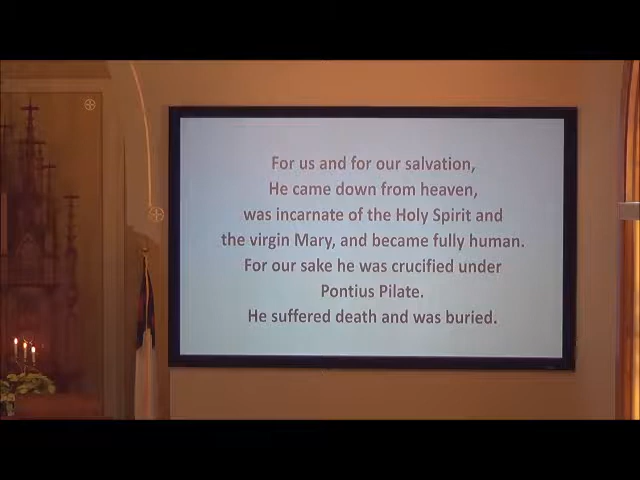 For us and for our salvation,
He came down from heaven,
was incarnate of the Holy Spirit and
the virgin Mary, and became fully human.
For our sake he was crucified under
Pontius Pilate.
He suffered death and was buried.